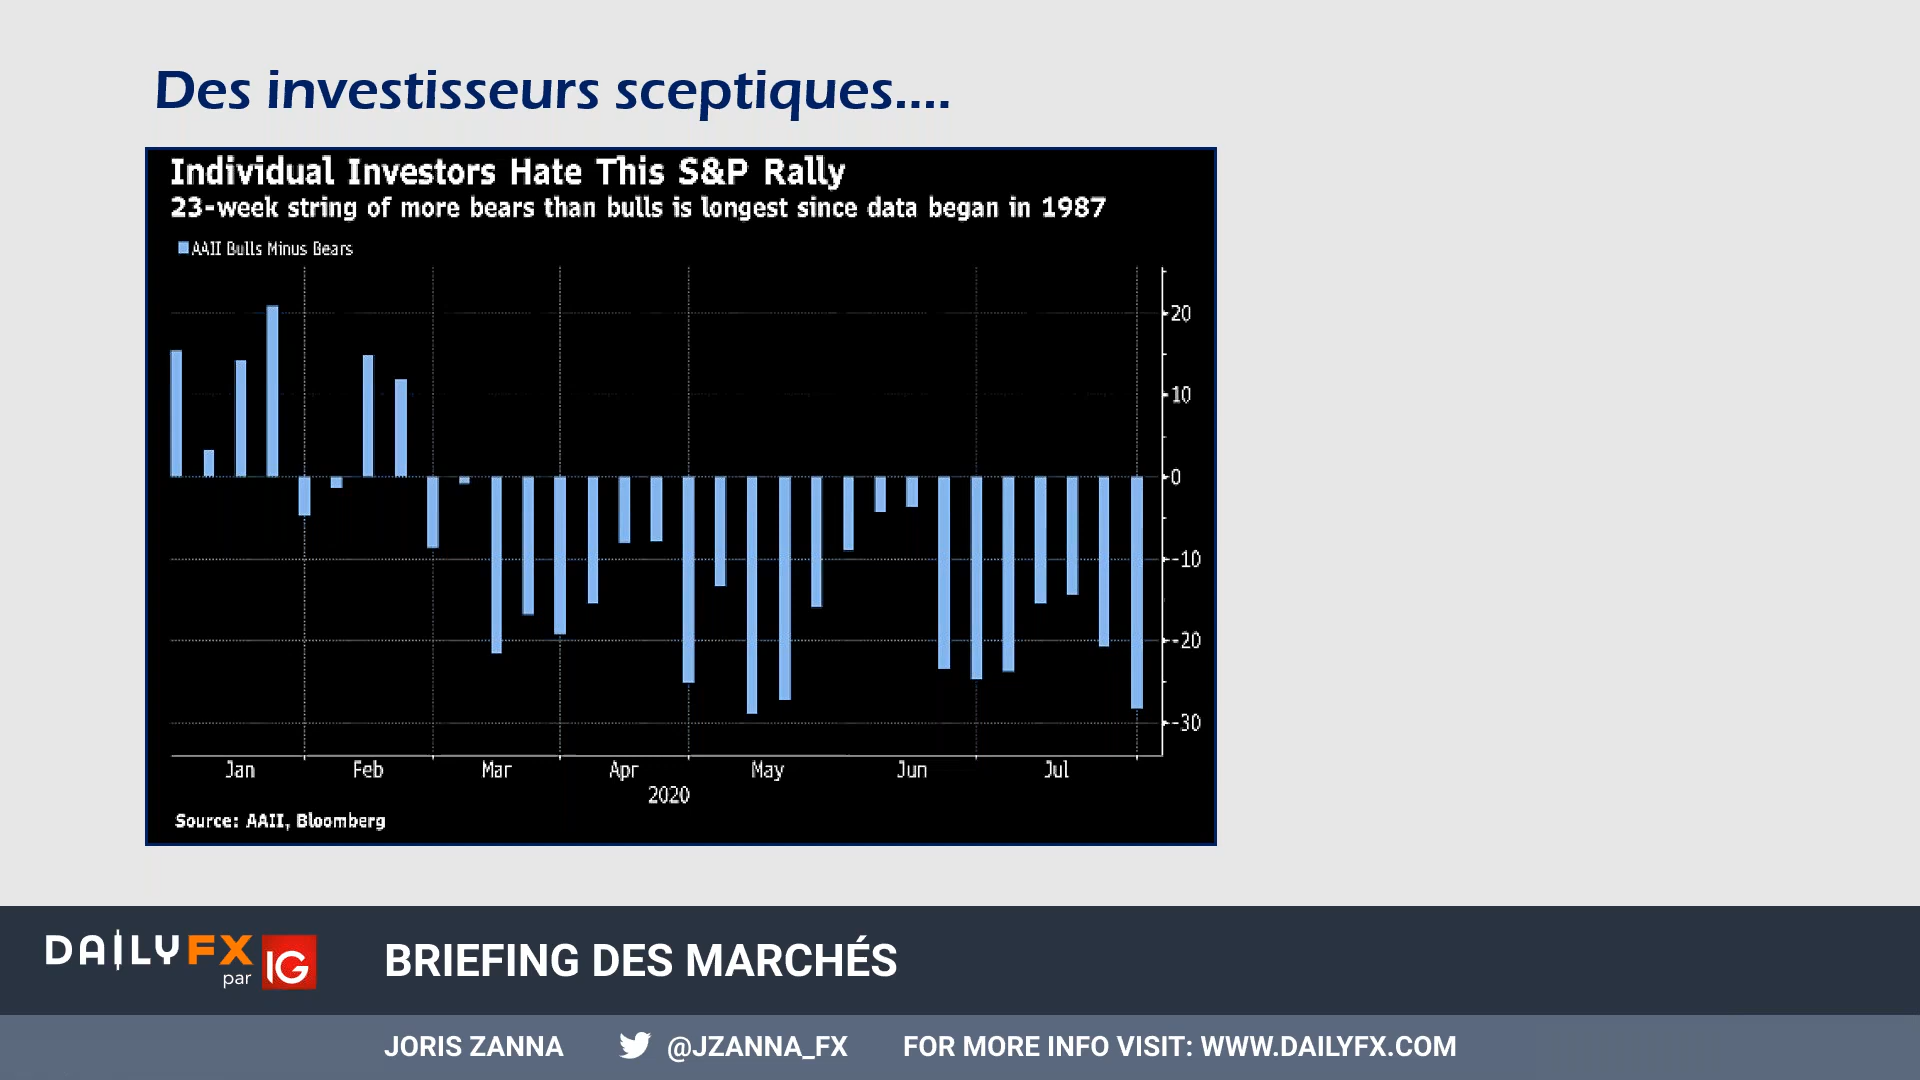 Des investisseurs sceptiques....
Individual Investors Hate This S&P Rally
23-week string of more bears than bulls is longest since data began in 1987
AAII Bulls Minus Bears
20
10
0
-10
-20
-30
Jan Feb Mar Apr May Jun Jul
2020
Source: AAII, Bloomberg
DAILYFX
par IG
BRIEFING DES MARCHÉS
JORIS ZANNA @JZANNA_FX FOR MORE INFO VISIT: WWW.DAILYFX.COM